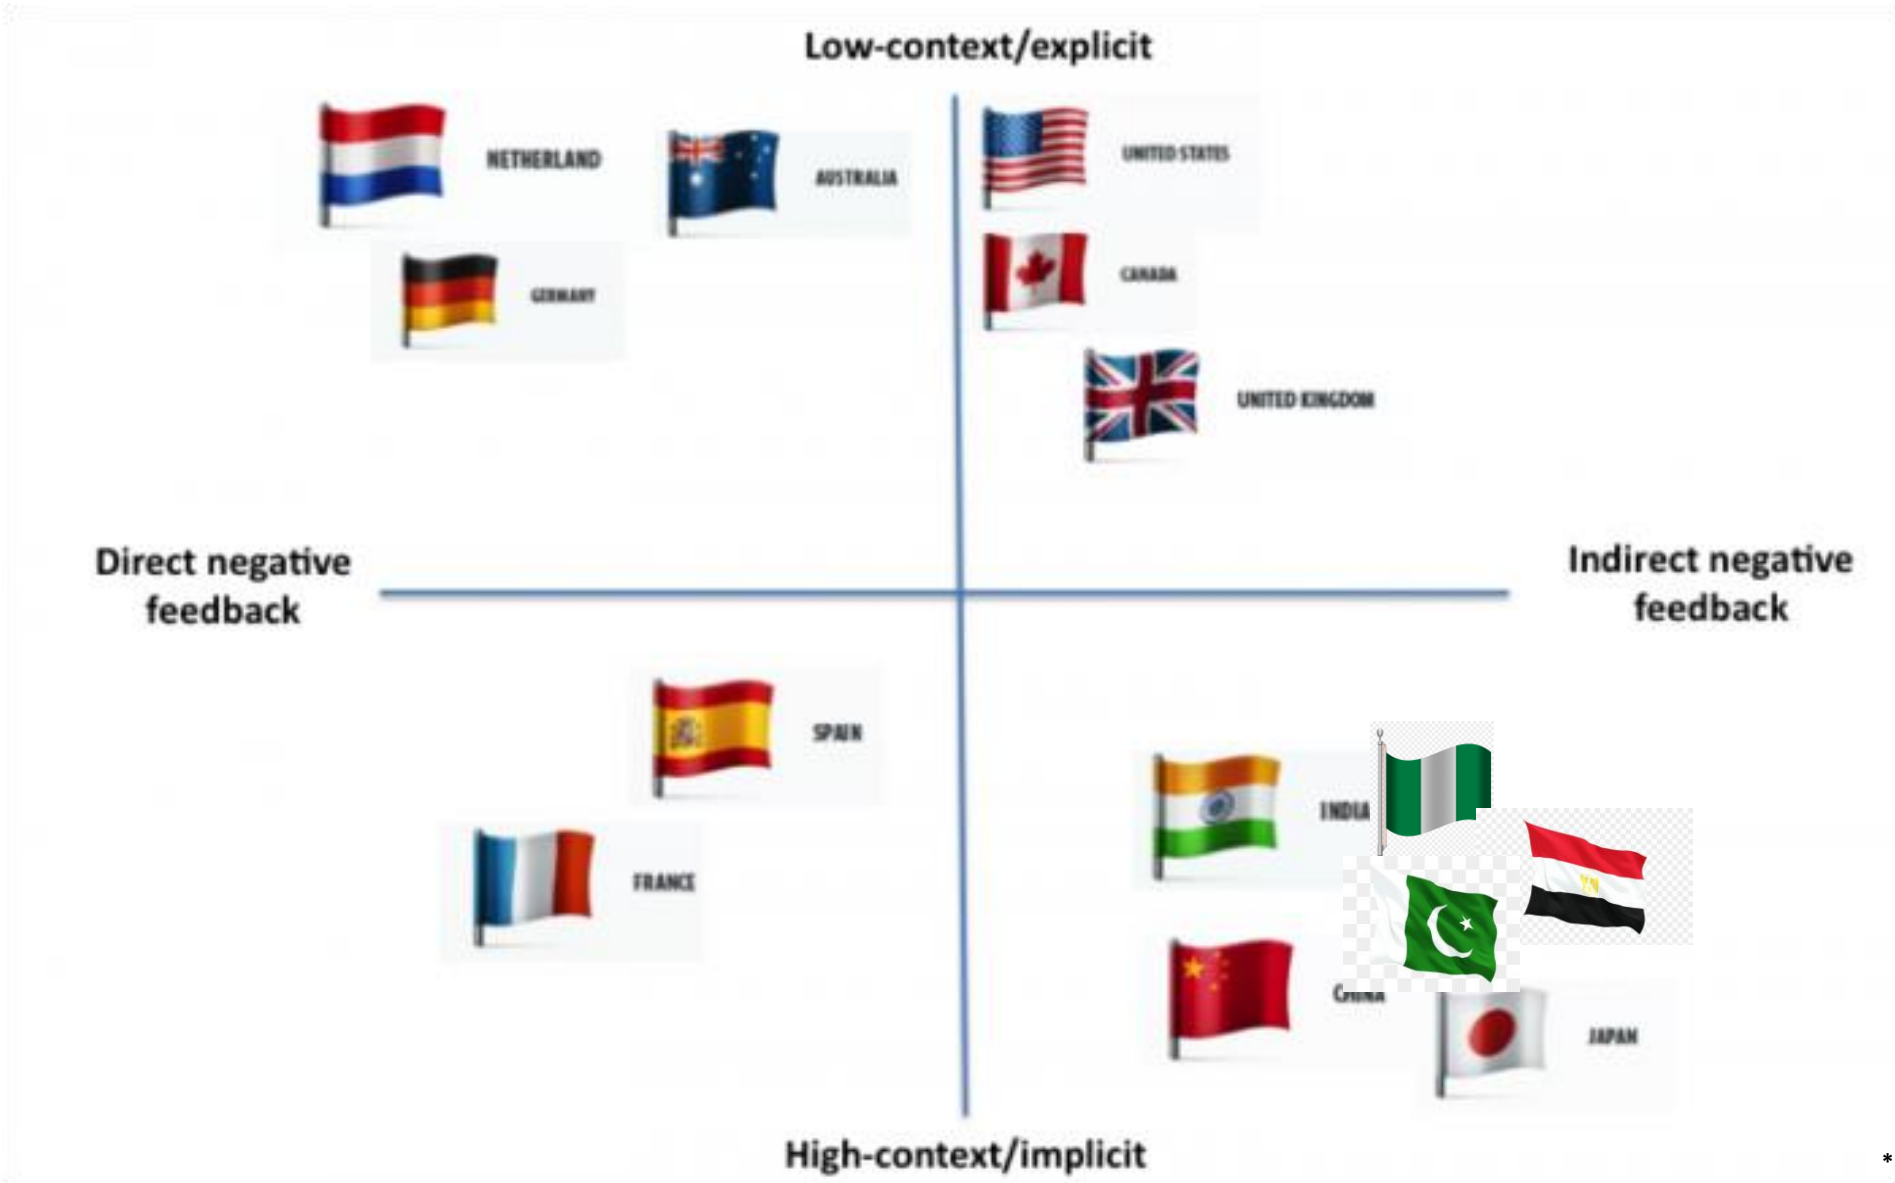 Low-context/explicit
NETHERLAND
AUSTRALIA
UNITED STATES
GERMANY
CANADA
UNITED KINGDOM
Direct negative
feedback
Indirect negative
feedback
SPAIN
INDIA
FRANCE
CHINA
JAPAN
High-context/implicit
*